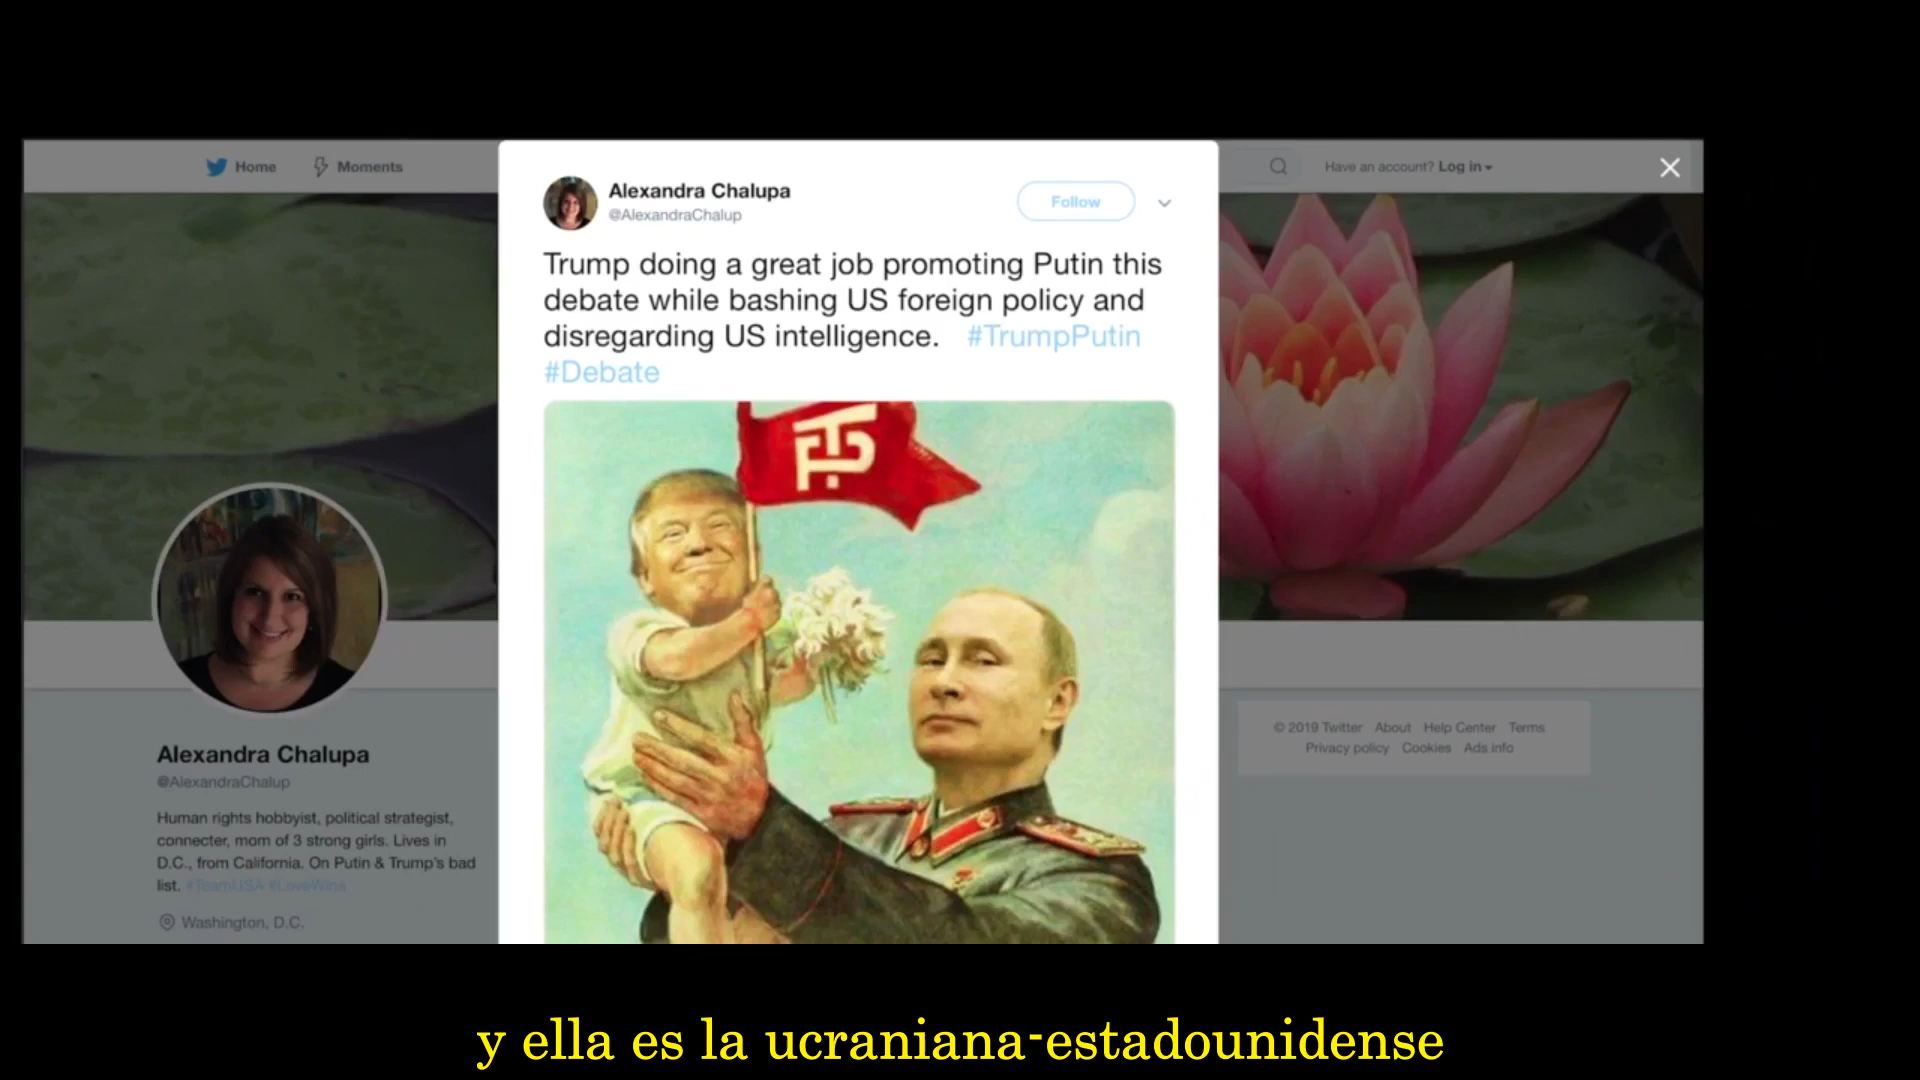 Home Moments
Have an account? Log in
Alexandra Chalupa
@AlexandraChalup
Follow
Trump doing a great job promoting Putin this
debate while bashing US foreign policy and
disregarding US intelligence. #TrumpPutin
#Debate
Alexandra Chalupa
@AlexandraChalup
Human rights hobbyist, political strategist,
connecter, mom of 3 strong girls. Lives in
D.C., from California. On Putin & Trump's bad
list. #TeamUSA #LoveWins
Washington, D.C.
© 2019 Twitter About Help Center Terms
Privacy policy Cookies Ads info
y ella es la ucraniana-estadounidense